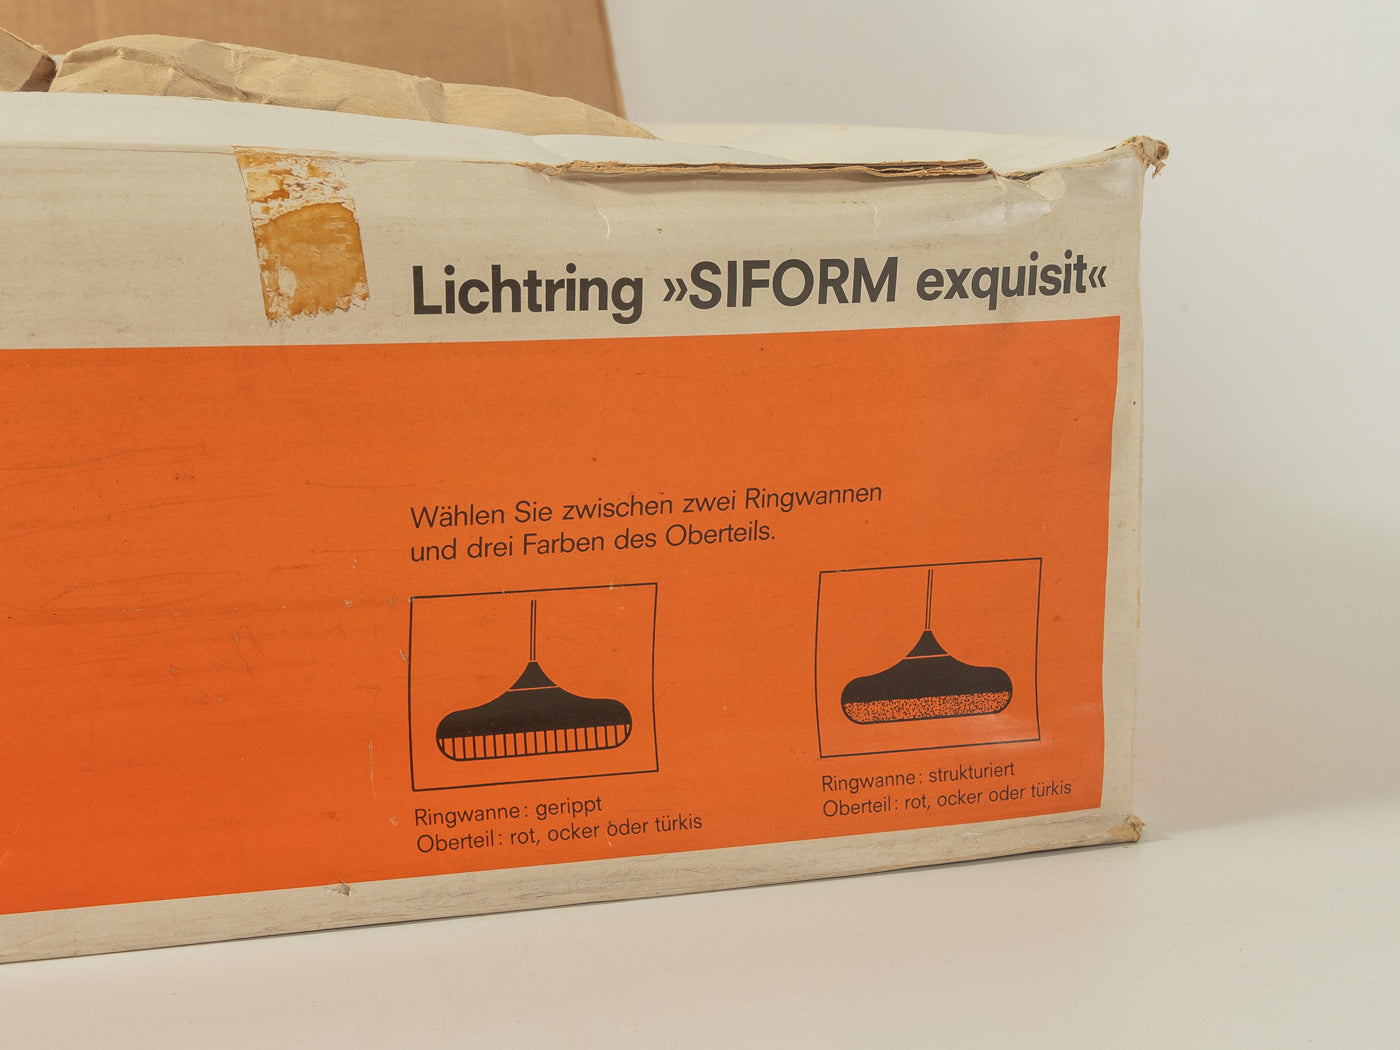 Lichtring »SIFORM exquisit«
Wählen Sie zwischen zwei Ringwannen
und drei Farben des Oberteils.
Ringwanne: gerippt
Oberteil: rot, ocker oder türkis
Ringwanne: strukturiert
Oberteil: rot, ocker oder türkis